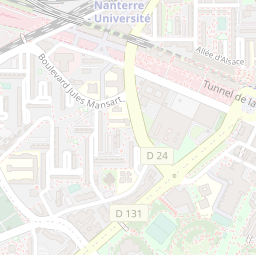 Nanterre
Université
Allée d'Alsace
Boulevard Jules Mansart
Tunnel de la
D 24
D 131